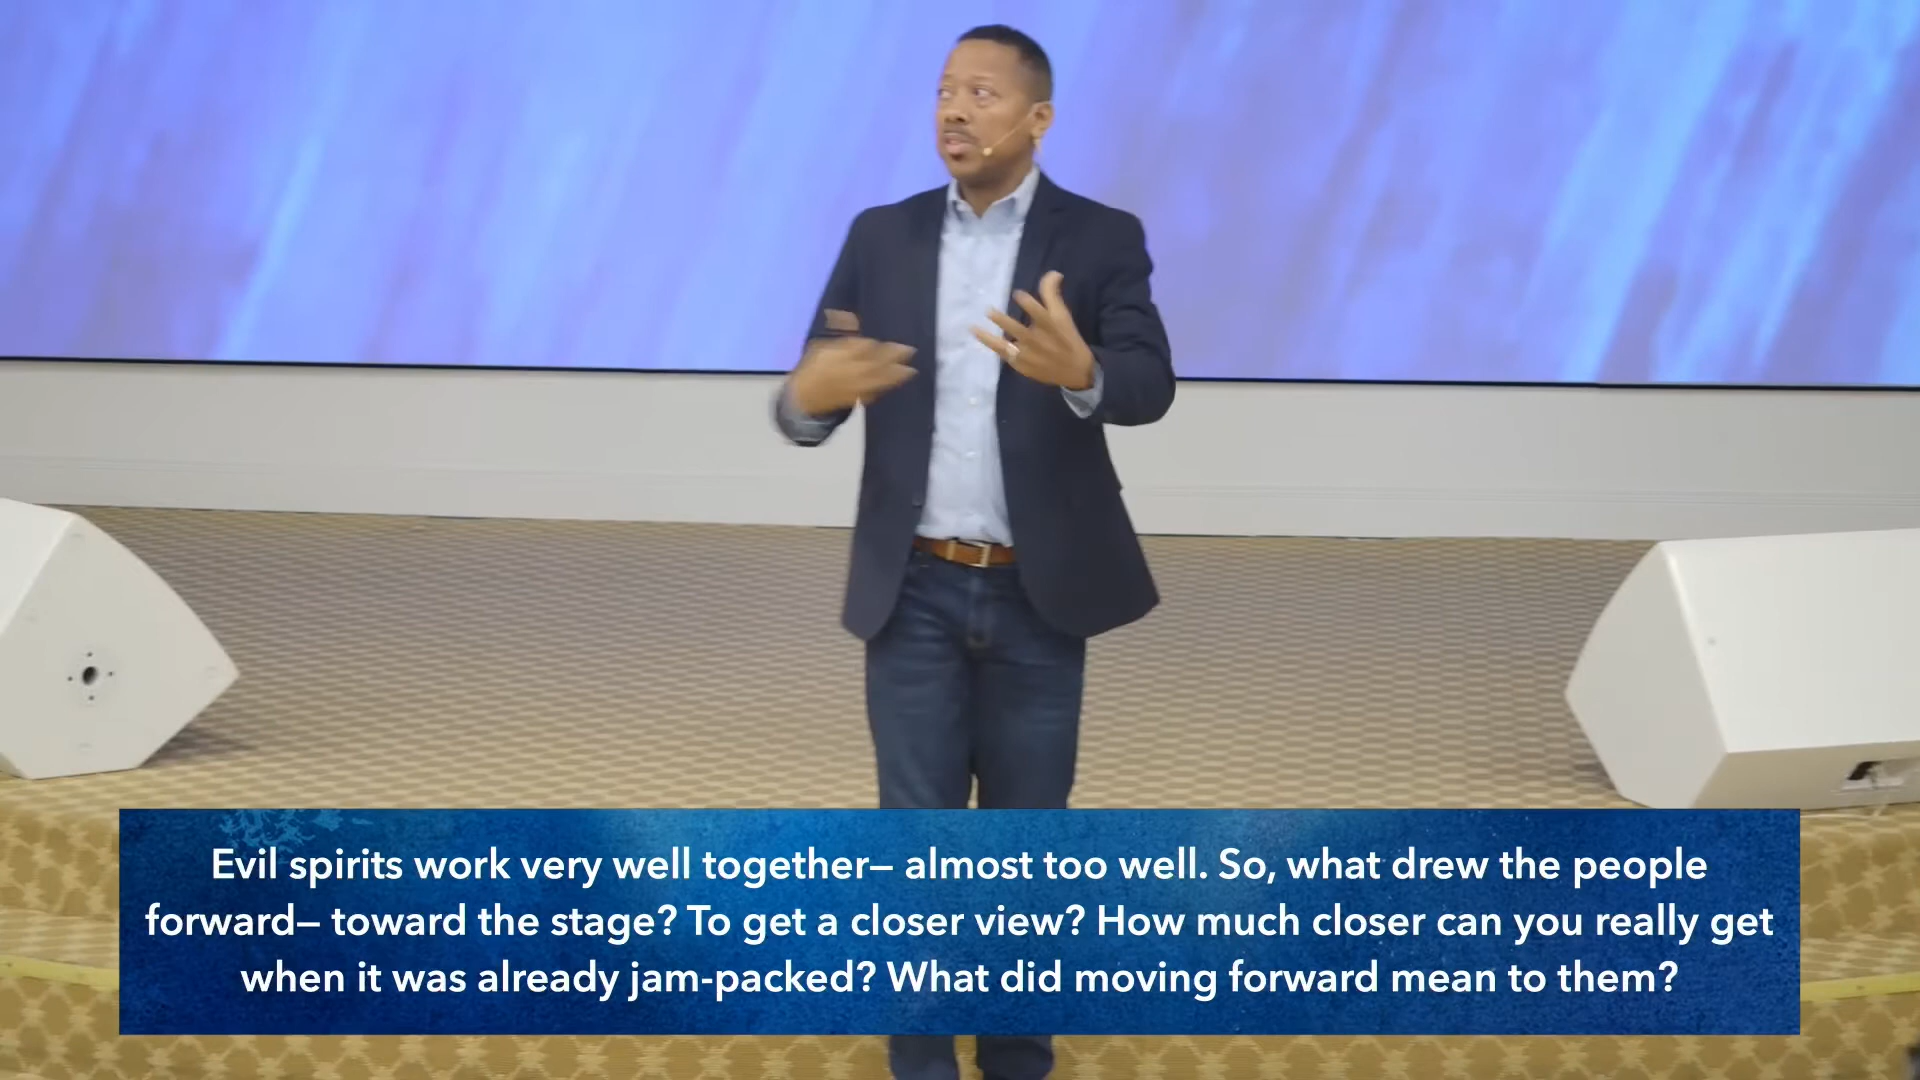 Evil spirits work very well together– almost too well. So, what drew the people
forward– toward the stage? To get a closer view? How much closer can you really get
when it was already jam-packed? What did moving forward mean to them?